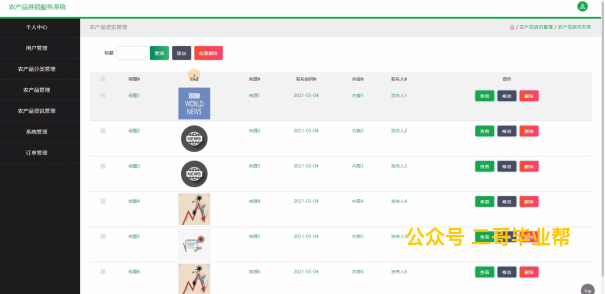 农产品供销服务系统
个人中心
用户管理
农产品分类管理
农产品管理
农产品资讯管理
系统管理
订单管理
农产品资讯管理
农产品资讯管理 / 农产品资讯列表
标题
查询 添加 批量删除
标题 封面 来源 发布时间 内容 发布人 操作
标题1 BBC WORLD NEWS 来源1 2021-03-04 内容1 发布人1 查看 修改 删除
标题2 NEWS 来源2 2021-03-04 内容2 发布人2 查看 修改 删除
标题3 NEWS 来源3 2021-03-04 内容3 发布人3 查看 修改 删除
标题4 来源4 2021-03-04 内容4 发布人4 查看 修改 删除
标题5 来源5 2021-03-04 内容5 发布人5 查看 删除
公众号 二哥毕业帮
标题6 来源6 2021-03-04 内容6 发布人6 查看 修改 删除
Top